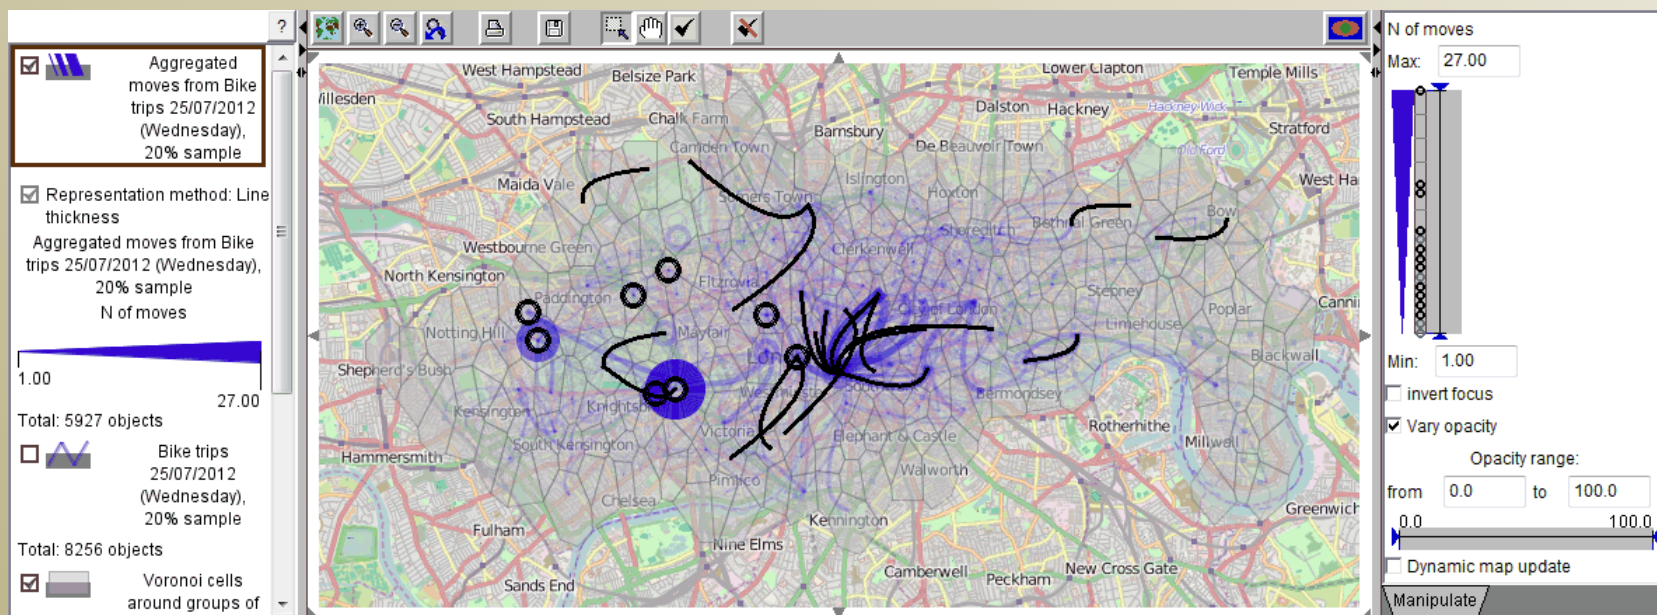 ?
Aggregated
moves from Bike
trips 25/07/2012
(Wednesday),
20% sample
Representation method: Line
thickness
Aggregated moves from Bike
trips 25/07/2012 (Wednesday),
20% sample
N of moves
1.00
27.00
Total: 5927 objects
Bike trips
25/07/2012
(Wednesday),
20% sample
Total: 8256 objects
Voronoi cells
around groups of
West Hampstead
Belsize Park
Lower Clapton
Temple Mills
Willesden
Dalston
Hackney
Hackney Wick
South Hampstead
Chalk Farm
Barnsbury
Stratford
Camden Town
De Beauvoir Town
Old Ford
Maida Vale
Islington
Hoxton
West Ha
Somers Town
Bethnal Green
Bow
Shoreditch
Westbourne Green
Clerkenwell
North Kensington
Fitzrovia
Stepney
Paddington
City of London
Poplar
Canni
Notting Hill
Mayfair
Limehouse
Lon
Blackwall
Shepherd's Bush
Bermondsey
Kensington
Knightsb
Rotherhithe
Victoria
Elephant & Castle
Millwall
South Kensington
Hammersmith
Walworth
Pimlico
Chelsea
Greenwich
Fulham
Kennington
Nine Elms
New Cross Gate
Camberwell
Peckham
Sands End
N of moves
Max: 27.00
Min: 1.00
invert focus
Vary opacity
Opacity range:
from 0.0 to 100.0
0.0 100.0
Dynamic map update
Manipulate